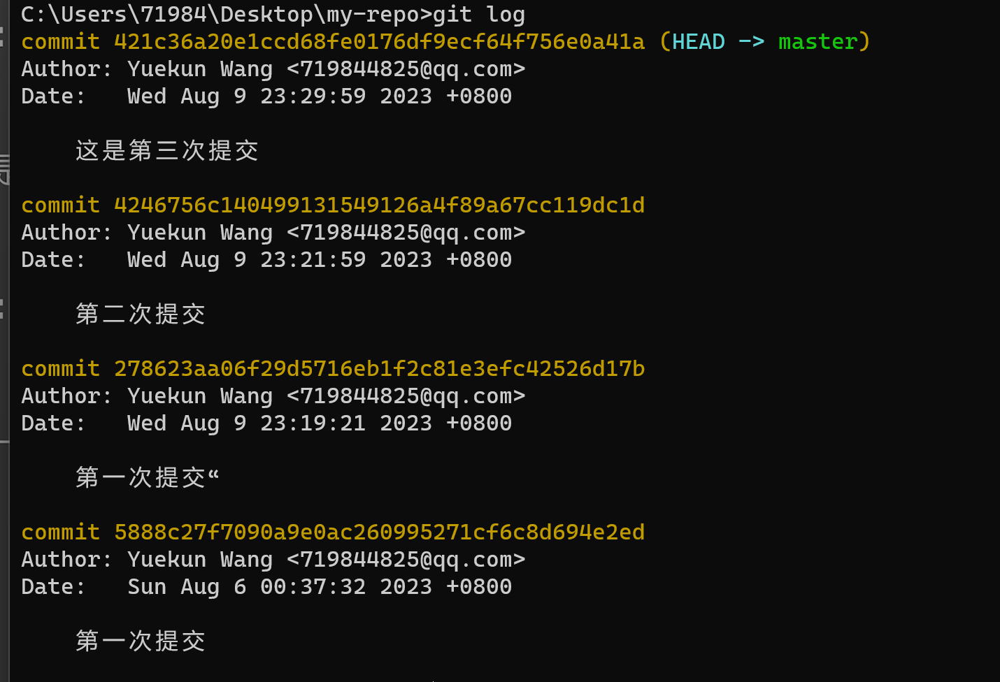 C:\Users\71984\Desktop\my-repo>git log
commit 421c36a20e1ccd68fe0176df9ecf64f756e0a41a (HEAD -> master)
Author: Yuekun Wang <719844825@qq.com>
Date:   Wed Aug 9 23:29:59 2023 +0800
这是第三次提交
commit 4246756c140499131549126a4f89a67cc119dc1d
Author: Yuekun Wang <719844825@qq.com>
Date:   Wed Aug 9 23:21:59 2023 +0800
第二次提交
commit 278623aa06f29d5716eb1f2c81e3efc42526d17b
Author: Yuekun Wang <719844825@qq.com>
Date:   Wed Aug 9 23:19:21 2023 +0800
第一次提交“
commit 5888c27f7090a9e0ac260995271cf6c8d694e2ed
Author: Yuekun Wang <719844825@qq.com>
Date:   Sun Aug 6 00:37:32 2023 +0800
第一次提交